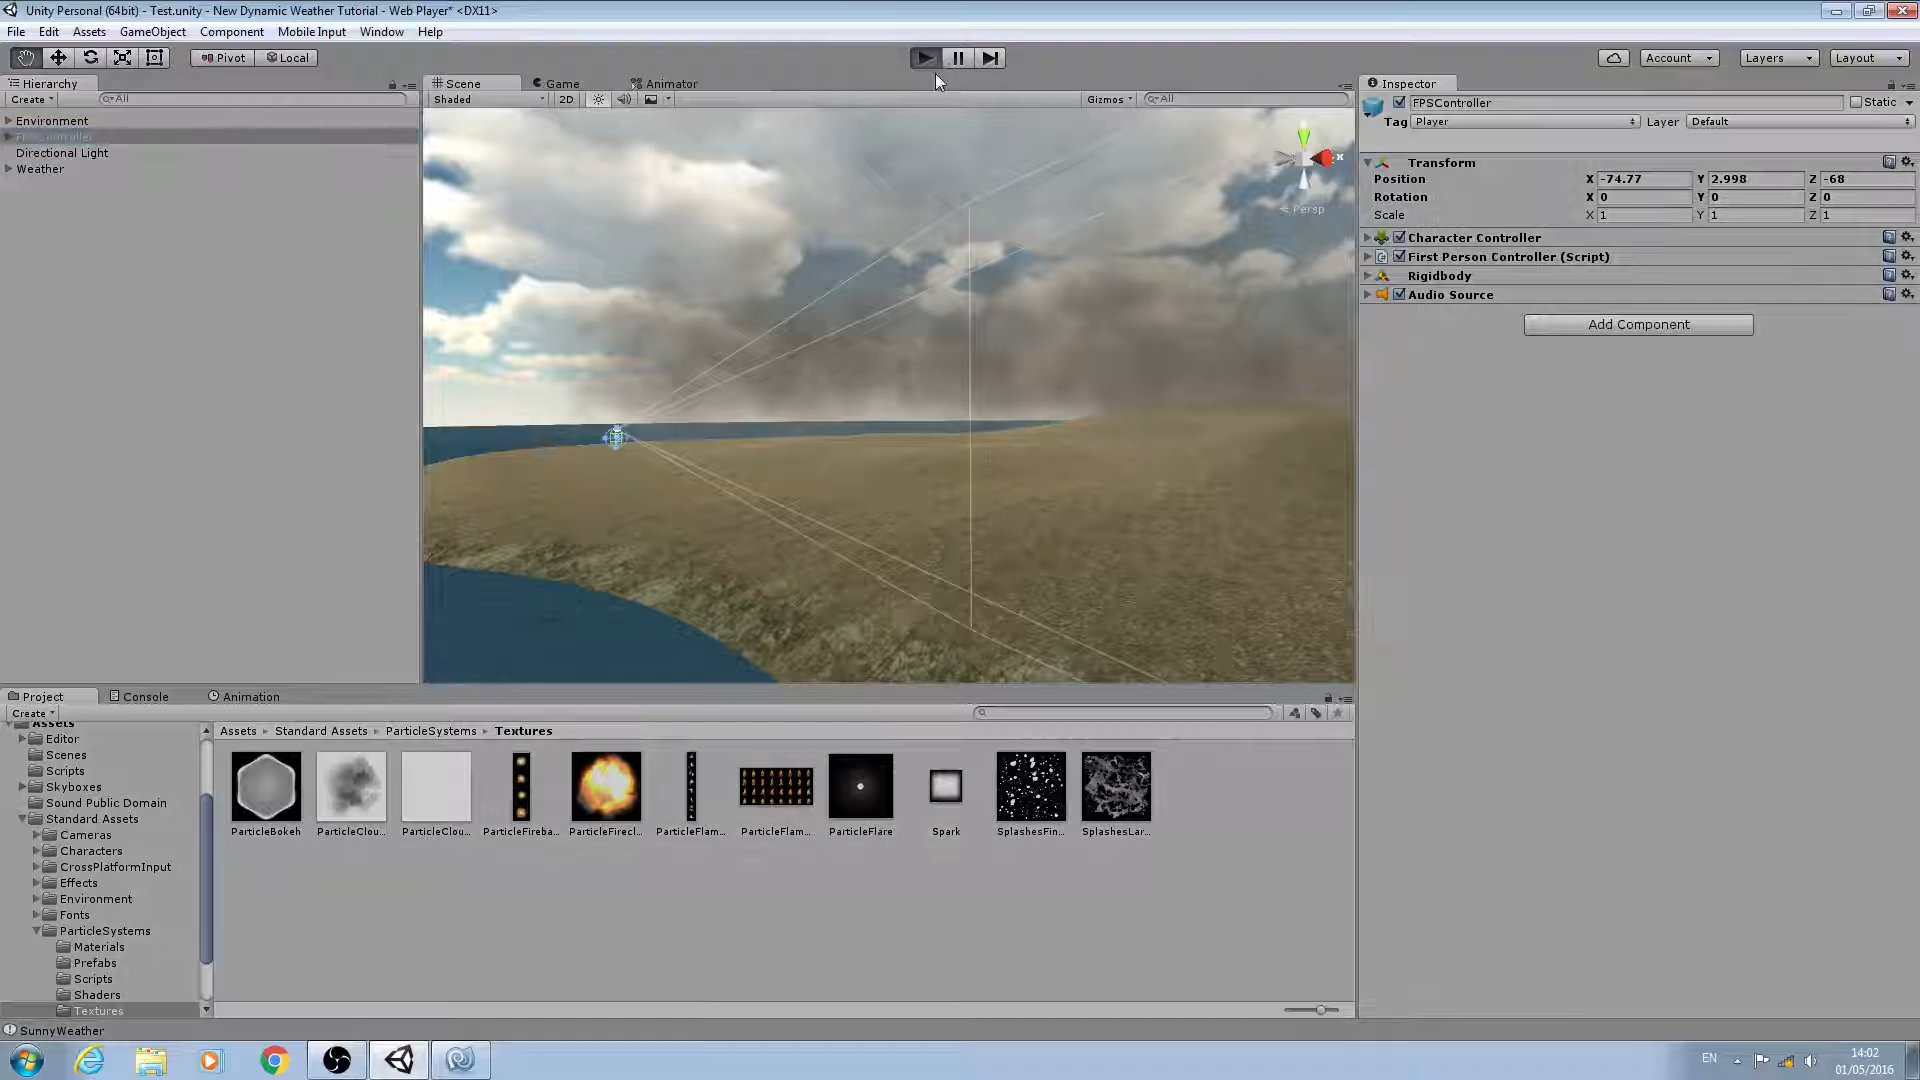 Unity Personal (64bit) - Test.unity - New Dynamic Weather Tutorial - Web Player* <DX11>
File Edit Assets GameObject Component Mobile Input Window Help
Pivot Local Account Layers Layout
Hierarchy
Create All
Environment
FPSController
Directional Light
Weather
Scene Game Animator
Shaded 2D Gizmos All
x
Persp
Inspector
FPSController Static
Tag Player Layer Default
Transform
Position X -74.77 Y 2.998 Z -68
Rotation X 0 Y 0 Z 0
Scale X 1 Y 1 Z 1
Character Controller
First Person Controller (Script)
Rigidbody
Audio Source
Add Component
Project Console Animation
Create
Assets
Editor
Scenes
Scripts
Skyboxes
Sound Public Domain
Standard Assets
Cameras
Characters
CrossPlatformInput
Effects
Environment
Fonts
ParticleSystems
Materials
Prefabs
Scripts
Shaders
Textures
Assets Standard Assets ParticleSystems Textures
ParticleBokeh ParticleClou... ParticleClou... ParticleFireba... ParticleFirecl... ParticleFlam... ParticleFlam... ParticleFlare Spark SplashesFin... SplashesLar...
SunnyWeather
EN
14:02
01/05/2016